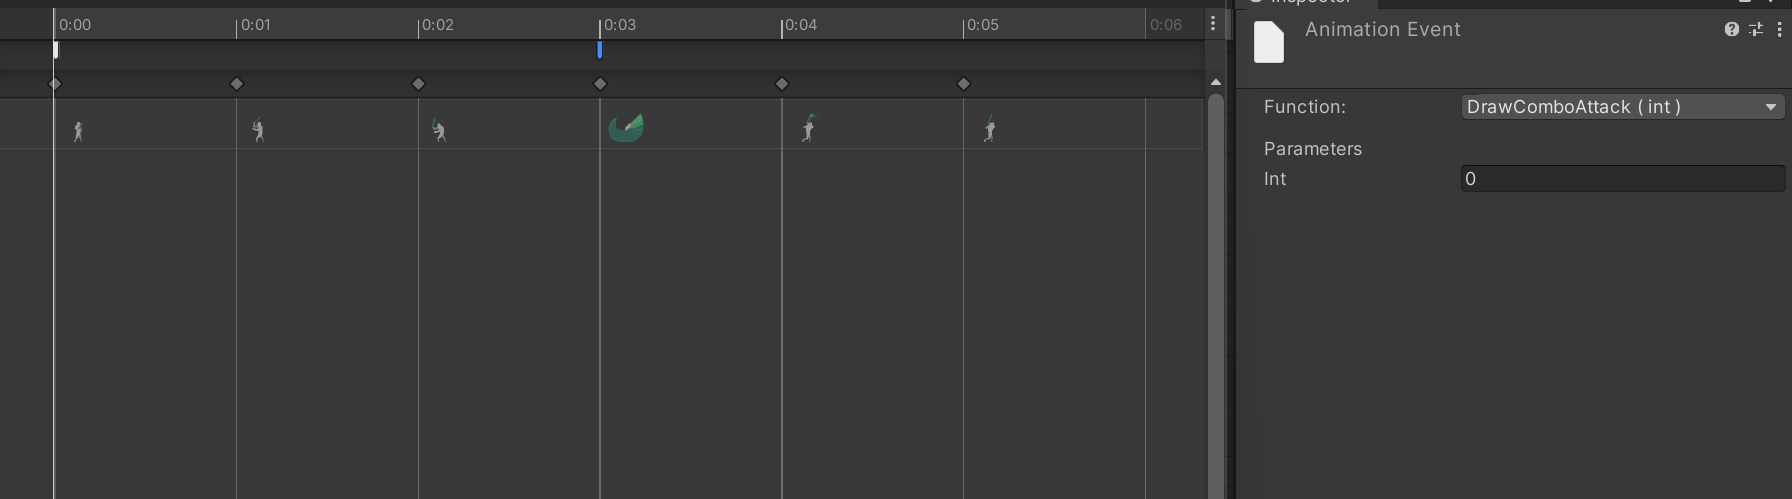 0:00 0:01 0:02 0:03 0:04 0:05 0:06
Inspector
Animation Event
Function: DrawComboAttack ( int )
Parameters
Int 0